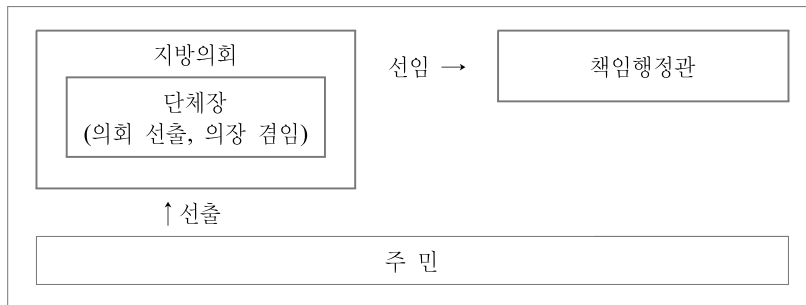 지방의회
단체장
(의회 선출, 의장 겸임)
선임 →
책임행정관
↑선출
주 민